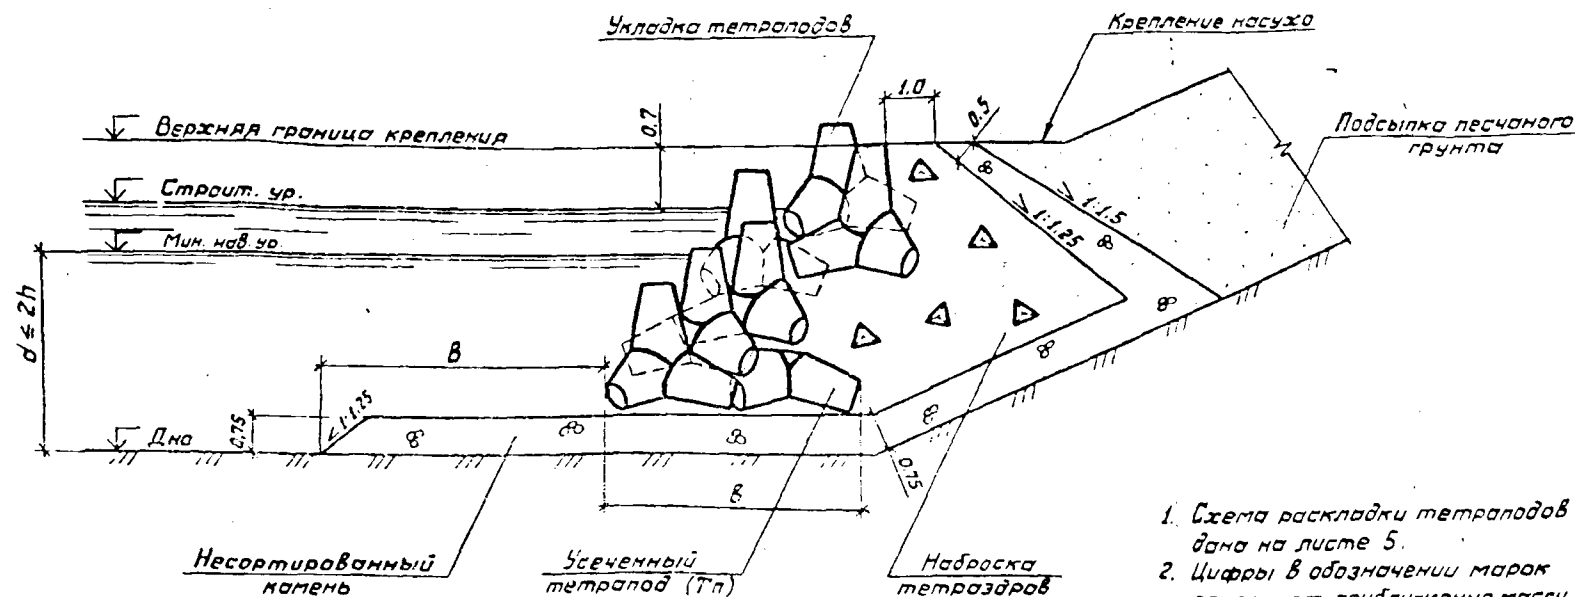 Укладка тетраподов
Крепление насухо
1.0
0.5
0.7
Верхняя граница крепления
Подсыпка песчаного
грунта
Строит. ур.
Мин. нав. ур.
1:1.5
1:1.25
d ≤ 2h
В
1:1.25
0.75
Дна
0.75
В
Несортированный
камень
Усеченный
тетрапод (Тп)
Наброска
тетраэдров
1. Схема раскладки тетраподов
дана на листе 5.
2. Цифры в обозначении марок